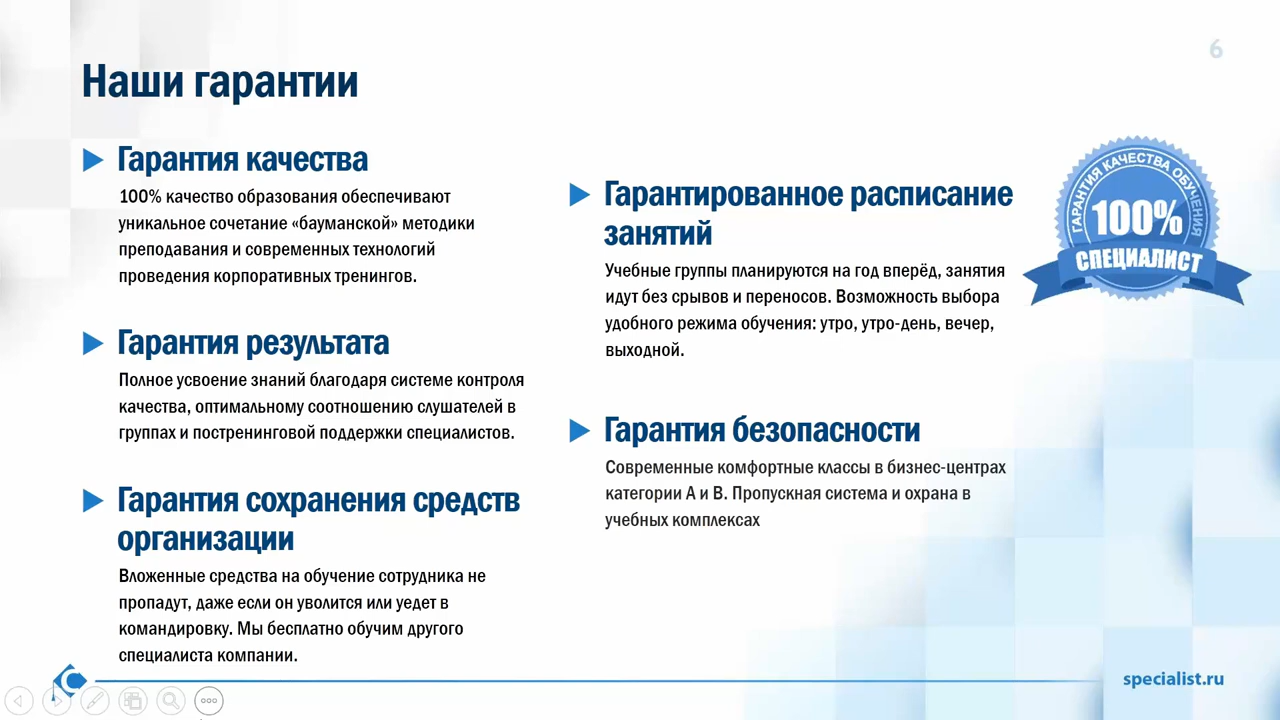 6
Наши гарантии
Гарантия качества
100% качество образования обеспечивают
уникальное сочетание «бауманской» методики
преподавания и современных технологий
проведения корпоративных тренингов.
Гарантия результата
Полное усвоение знаний благодаря системе контроля
качества, оптимальному соотношению слушателей в
группах и постренинговой поддержки специалистов.
Гарантия сохранения средств
организации
Вложенные средства на обучение сотрудника не
пропадут, даже если он уволится или уедет в
командировку. Мы бесплатно обучим другого
специалиста компании.
Гарантированное расписание
занятий
Учебные группы планируются на год вперёд, занятия
идут без срывов и переносов. Возможность выбора
удобного режима обучения: утро, утро-день, вечер,
выходной.
Гарантия безопасности
Современные комфортные классы в бизнес-центрах
категории А и В. Пропускная система и охрана в
учебных комплексах
ГАРАНТИЯ КАЧЕСТВА ОБУЧЕНИЯ
100%
СПЕЦИАЛИСТ
specialist.ru